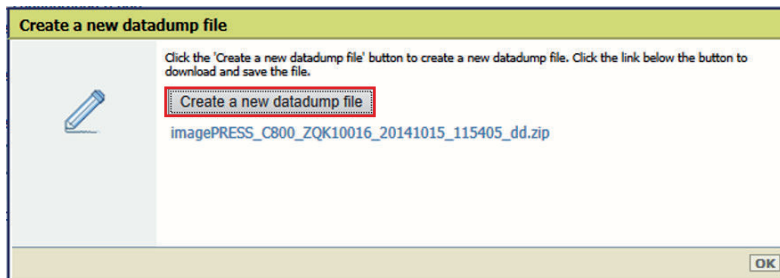 Create a new datadump file
Click the 'Create a new datadump file' button to create a new datadump file. Click the link below the button to
download and save the file.
Create a new datadump file
imagePRESS_C800_ZQK10016_20141015_115405_dd.zip
OK